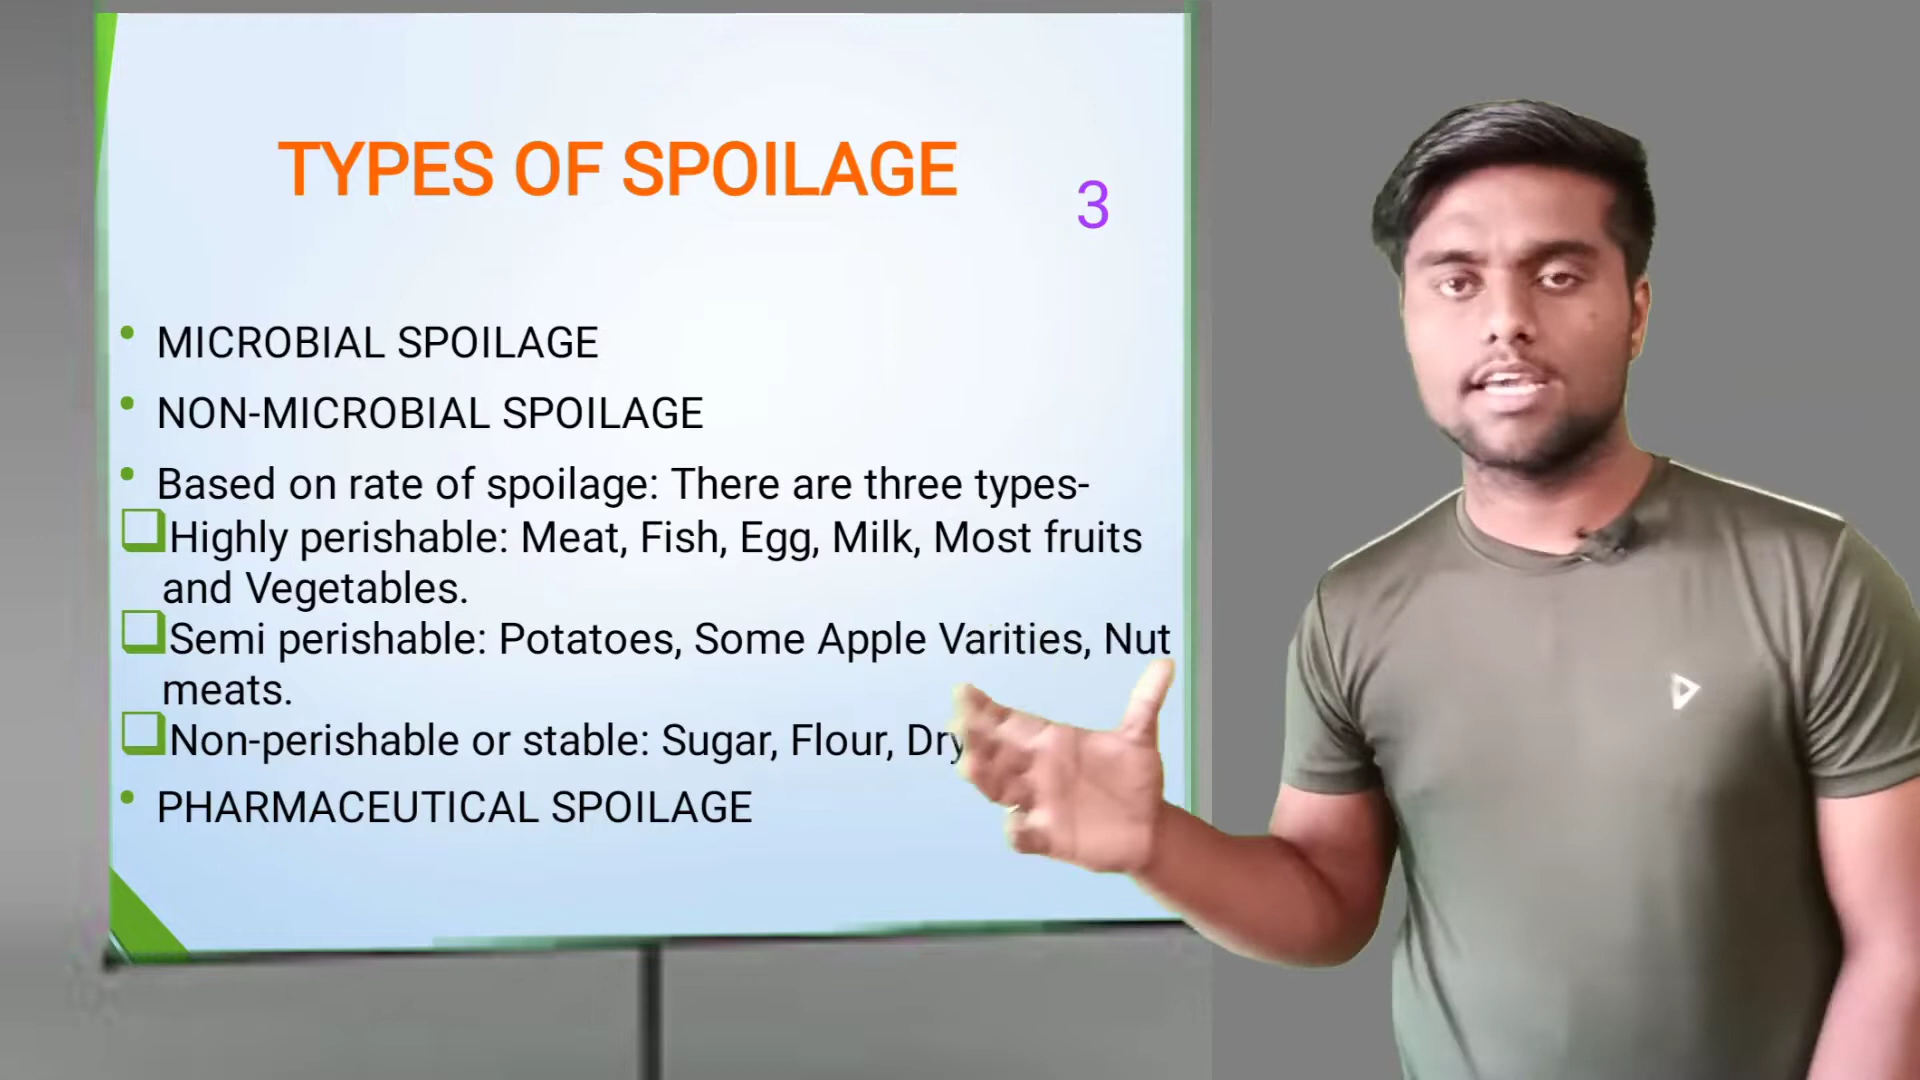 TYPES OF SPOILAGE
3
• MICROBIAL SPOILAGE
• NON-MICROBIAL SPOILAGE
• Based on rate of spoilage: There are three types-
❑Highly perishable: Meat, Fish, Egg, Milk, Most fruits
and Vegetables.
❑Semi perishable: Potatoes, Some Apple Varities, Nut
meats.
❑Non-perishable or stable: Sugar, Flour, Dry
• PHARMACEUTICAL SPOILAGE